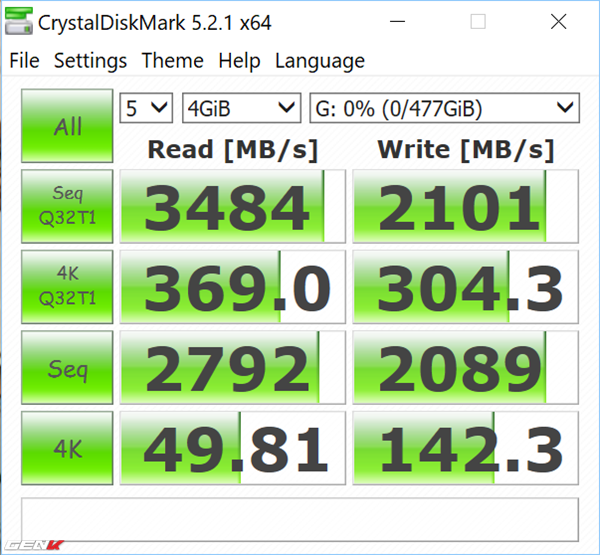 CrystalDiskMark 5.2.1 x64
File Settings Theme Help Language
All 5 4GiB G: 0% (0/477GiB)
Read [MB/s] Write [MB/s]
Seq
Q32T1
3484 2101
4K
Q32T1
369.0 304.3
Seq 2792 2089
4K 49.81 142.3
GENK